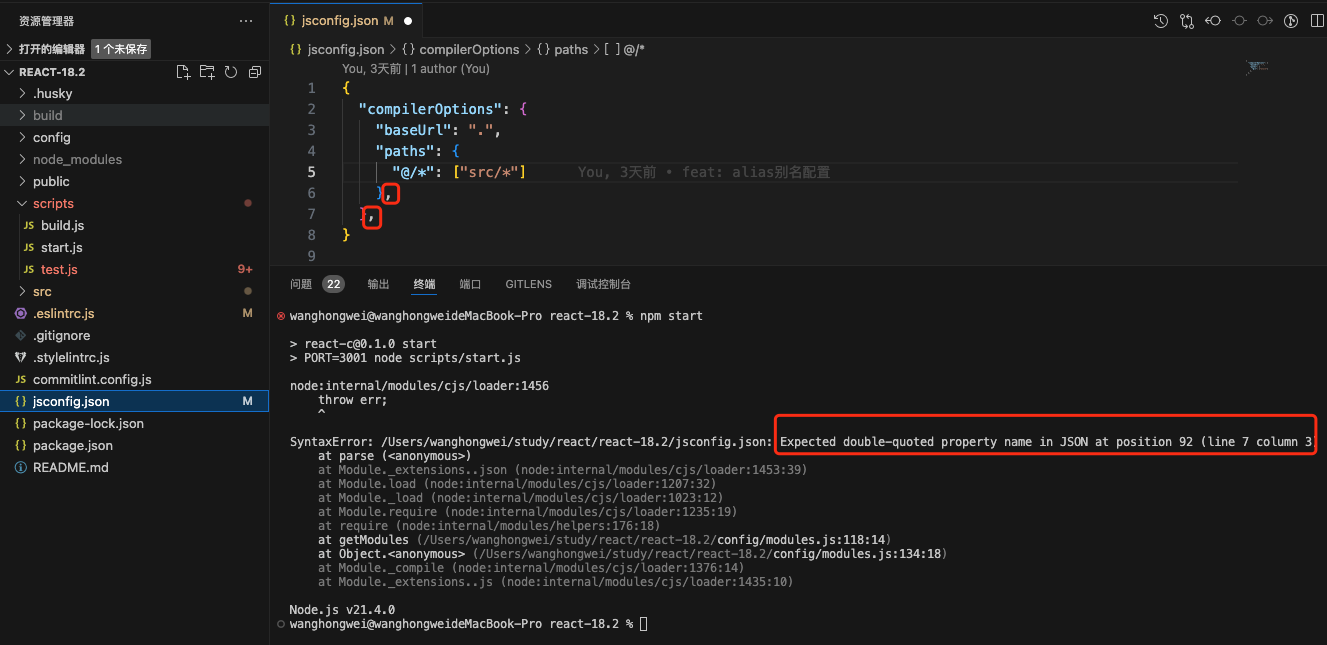 资源管理器
打开的编辑器 1个未保存
REACT-18.2
.husky
build
config
node_modules
public
scripts
JS build.js
JS start.js
JS test.js 9+
src
.eslintrc.js M
.gitignore
.stylelintrc.js
JS commitlint.config.js
{} jsconfig.json M
{} package-lock.json
{} package.json
README.md
{} jsconfig.json M
{} jsconfig.json > {} compilerOptions > {} paths > [ ] @/*
You, 3天前 | 1 author (You)
1 {
2 "compilerOptions": {
3 "baseUrl": ".",
4 "paths": {
5 "@/*": ["src/*"] You, 3天前 • feat: alias别名配置
6 },
7 },
8 }
9
问题 22 输出 终端 端口 GITLENS 调试控制台
wanghongwei@wanghongweideMacBook-Pro react-18.2 % npm start
> react-c@0.1.0 start
> PORT=3001 node scripts/start.js
node:internal/modules/cjs/loader:1456
throw err;
^
SyntaxError: /Users/wanghongwei/study/react/react-18.2/jsconfig.json: Expected double-quoted property name in JSON at position 92 (line 7 column 3
at parse (<anonymous>)
at Module._extensions..json (node:internal/modules/cjs/loader:1453:39)
at Module.load (node:internal/modules/cjs/loader:1207:32)
at Module._load (node:internal/modules/cjs/loader:1023:12)
at Module.require (node:internal/modules/cjs/loader:1235:19)
at require (node:internal/modules/helpers:176:18)
at getModules (/Users/wanghongwei/study/react/react-18.2/config/modules.js:118:14)
at Object.<anonymous> (/Users/wanghongwei/study/react/react-18.2/config/modules.js:134:18)
at Module._compile (node:internal/modules/cjs/loader:1376:14)
at Module._extensions..js (node:internal/modules/cjs/loader:1435:10)
Node.js v21.4.0
wanghongwei@wanghongweideMacBook-Pro react-18.2 %